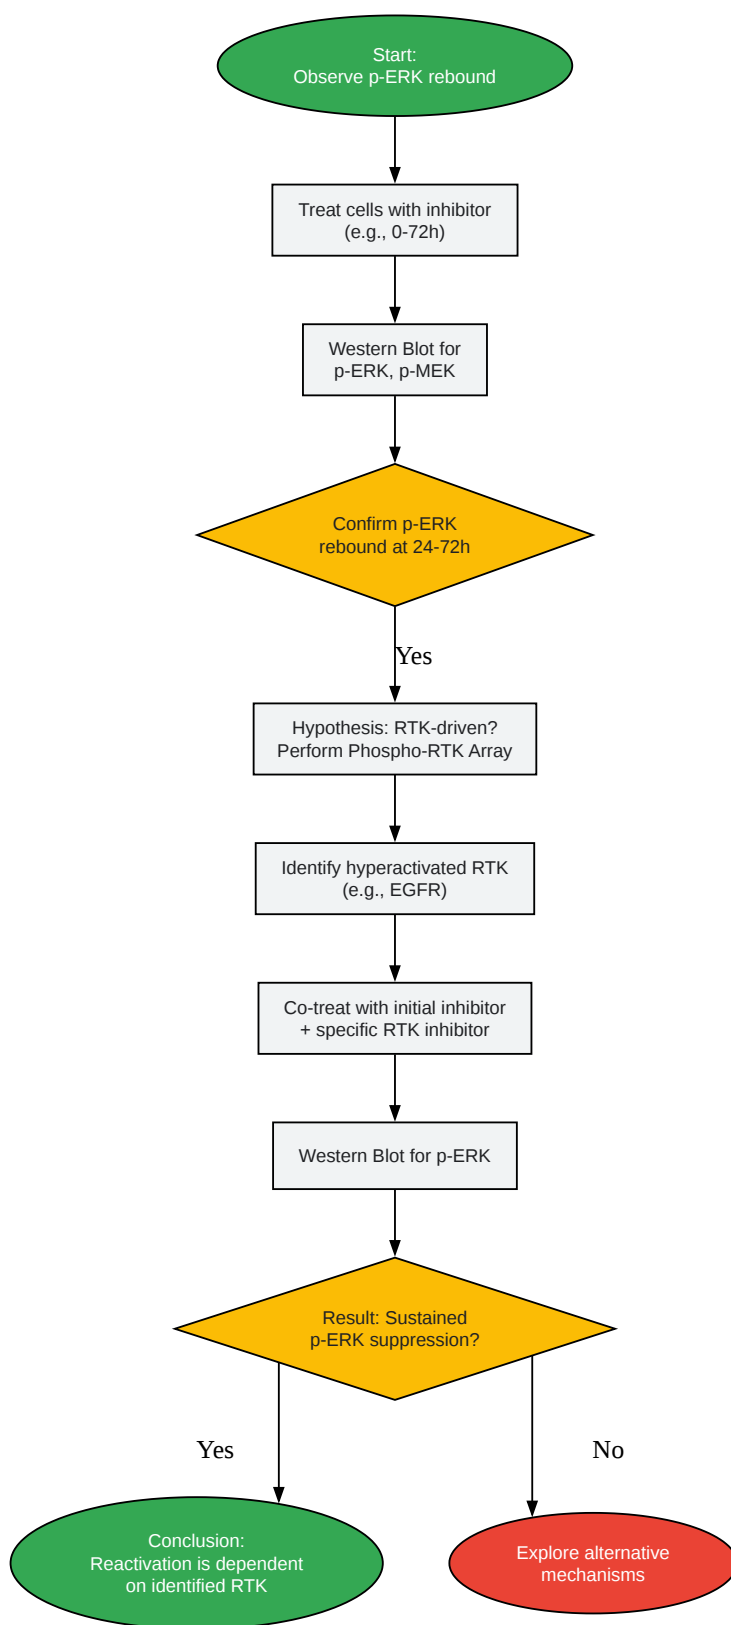 Start:
Observe p-ERK rebound
Treat cells with inhibitor
(e.g., 0-72h)
Western Blot for
p-ERK, p-MEK
Confirm p-ERK
rebound at 24-72h
Yes
Hypothesis: RTK-driven?
Perform Phospho-RTK Array
Identify hyperactivated RTK
(e.g., EGFR)
Co-treat with initial inhibitor
+ specific RTK inhibitor
Western Blot for p-ERK
Result: Sustained
p-ERK suppression?
Yes
No
Conclusion:
Reactivation is dependent
on identified RTK
Explore alternative
mechanisms